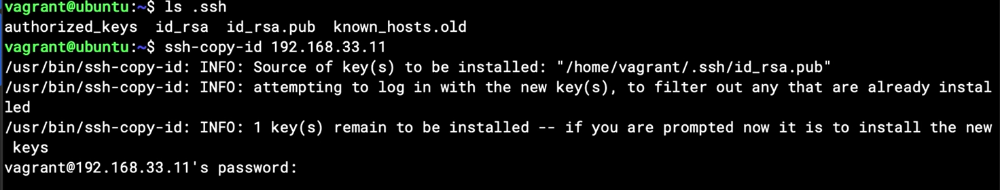 vagrant@ubuntu:~$ ls .ssh
authorized_keys  id_rsa  id_rsa.pub  known_hosts.old
vagrant@ubuntu:~$ ssh-copy-id 192.168.33.11
/usr/bin/ssh-copy-id: INFO: Source of key(s) to be installed: "/home/vagrant/.ssh/id_rsa.pub"
/usr/bin/ssh-copy-id: INFO: attempting to log in with the new key(s), to filter out any that are already instal
led
/usr/bin/ssh-copy-id: INFO: 1 key(s) remain to be installed -- if you are prompted now it is to install the new
 keys
vagrant@192.168.33.11's password: